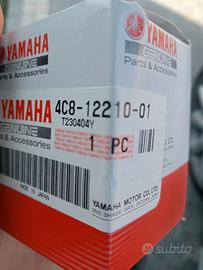 YAMAHA
GENUINE
Parts & Accessories
YAMAHA
GENUINE
Parts & Accessories
4C8-12210-01
T230404Y
1 PC
MADE IN JAPAN
YAMAHA MOTOR CO.,LTD.
subito